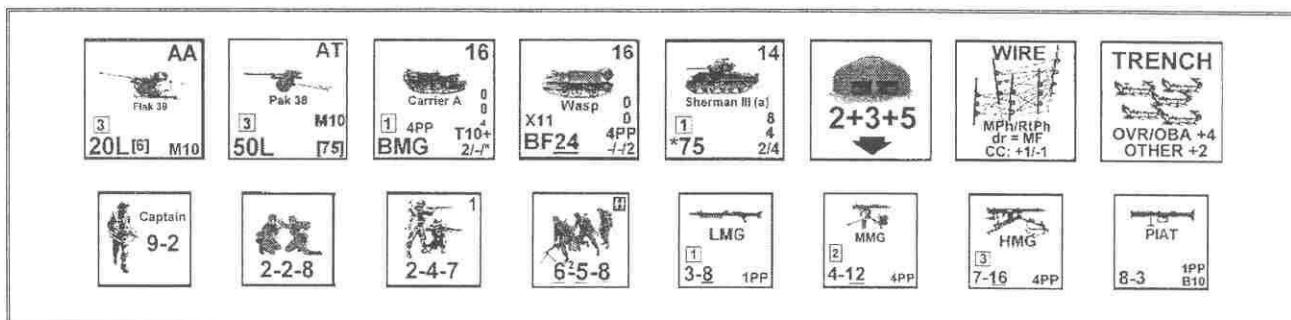 AA
Flak 38
3
20L[6] M10
AT
Pak 38
3 M10
50L [75]
16
Carrier A
0
0
1 4PP T10+
BMG 2/-/*
16
Wasp
0
0
X11 4PP
BF24 -/-/2
14
Sherman III (a)
8
1 4
*75 2/4
2+3+5
WIRE
MPh/RtPh
dr = MF
CC: +1/-1
TRENCH
OVR/OBA +4
OTHER +2
Captain
9-2
2-2-8
1
2-4-7
H
2
6-5-8
LMG
1
3-8 1PP
MMG
2
4-12 4PP
HMG
3
7-16 4PP
PIAT
1PP
8-3 B10